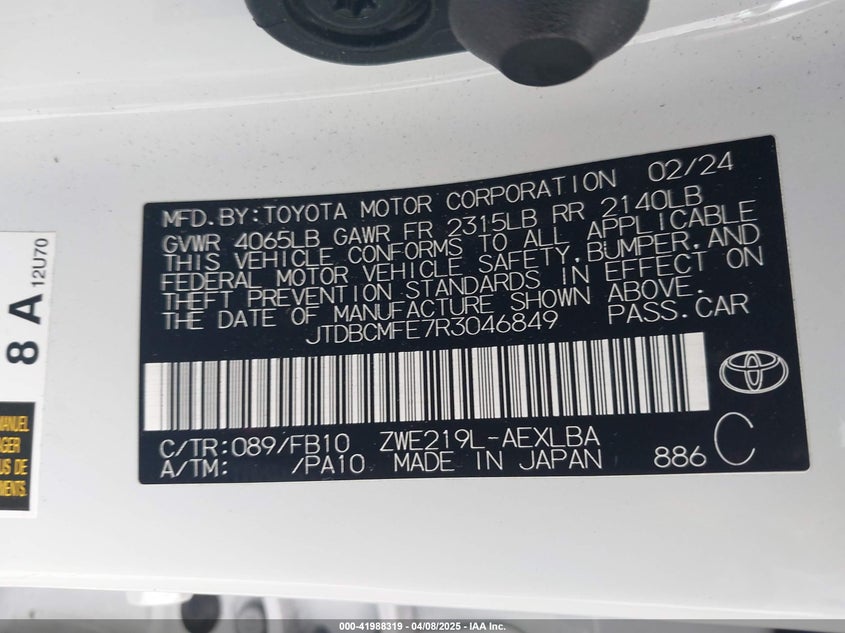 MFD.BY:TOYOTA MOTOR CORPORATION 02/24
GVWR 4065LB GAWR FR 2315LB RR 2140LB
THIS VEHICLE CONFORMS TO ALL APPLICABLE
FEDERAL MOTOR VEHICLE SAFETY,BUMPER,AND
THEFT PREVENTION STANDARDS IN EFFECT ON
THE DATE OF MANUFACTURE SHOWN ABOVE.
JTDBCMFE7R3046849 PASS.CAR
C/TR:089/FB10 ZWE219L-AEXLBA
A/TM: /PA10 MADE IN JAPAN 886 C
8 A 12U70
MANUEL
US DE
000-41988319 | 04/08/2025 - IAA Inc.